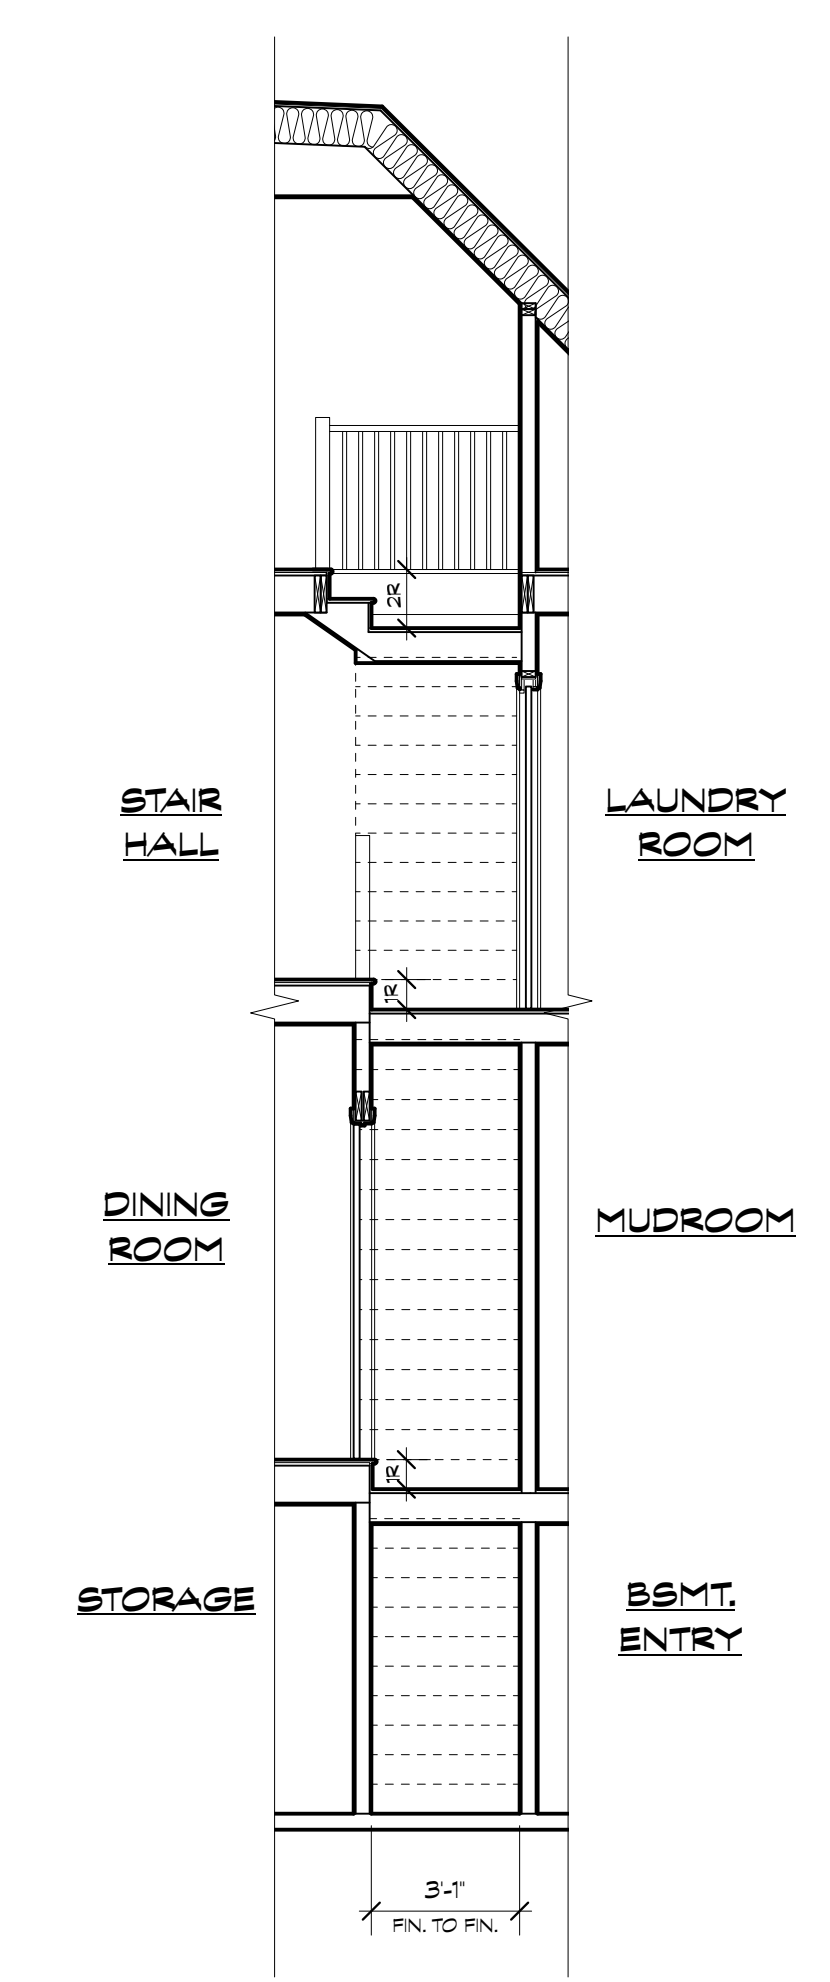 2R
STAIR
HALL
LAUNDRY
ROOM
1R
DINING
ROOM
MUDROOM
1R
STORAGE
BSMT.
ENTRY
3'-1"
FIN. TO FIN.